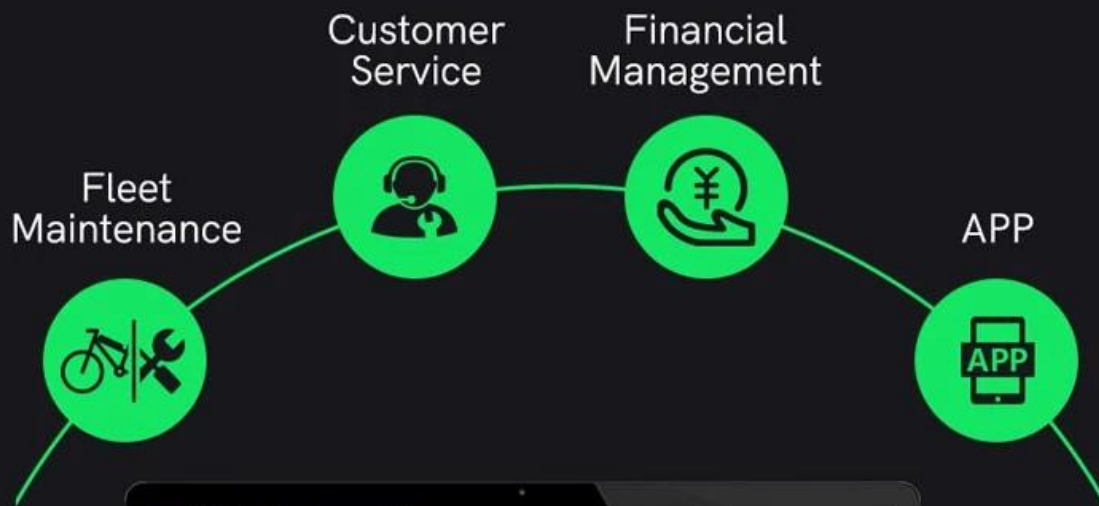 Customer
Service
Financial
Management
Fleet
Maintenance
APP
APP
¥